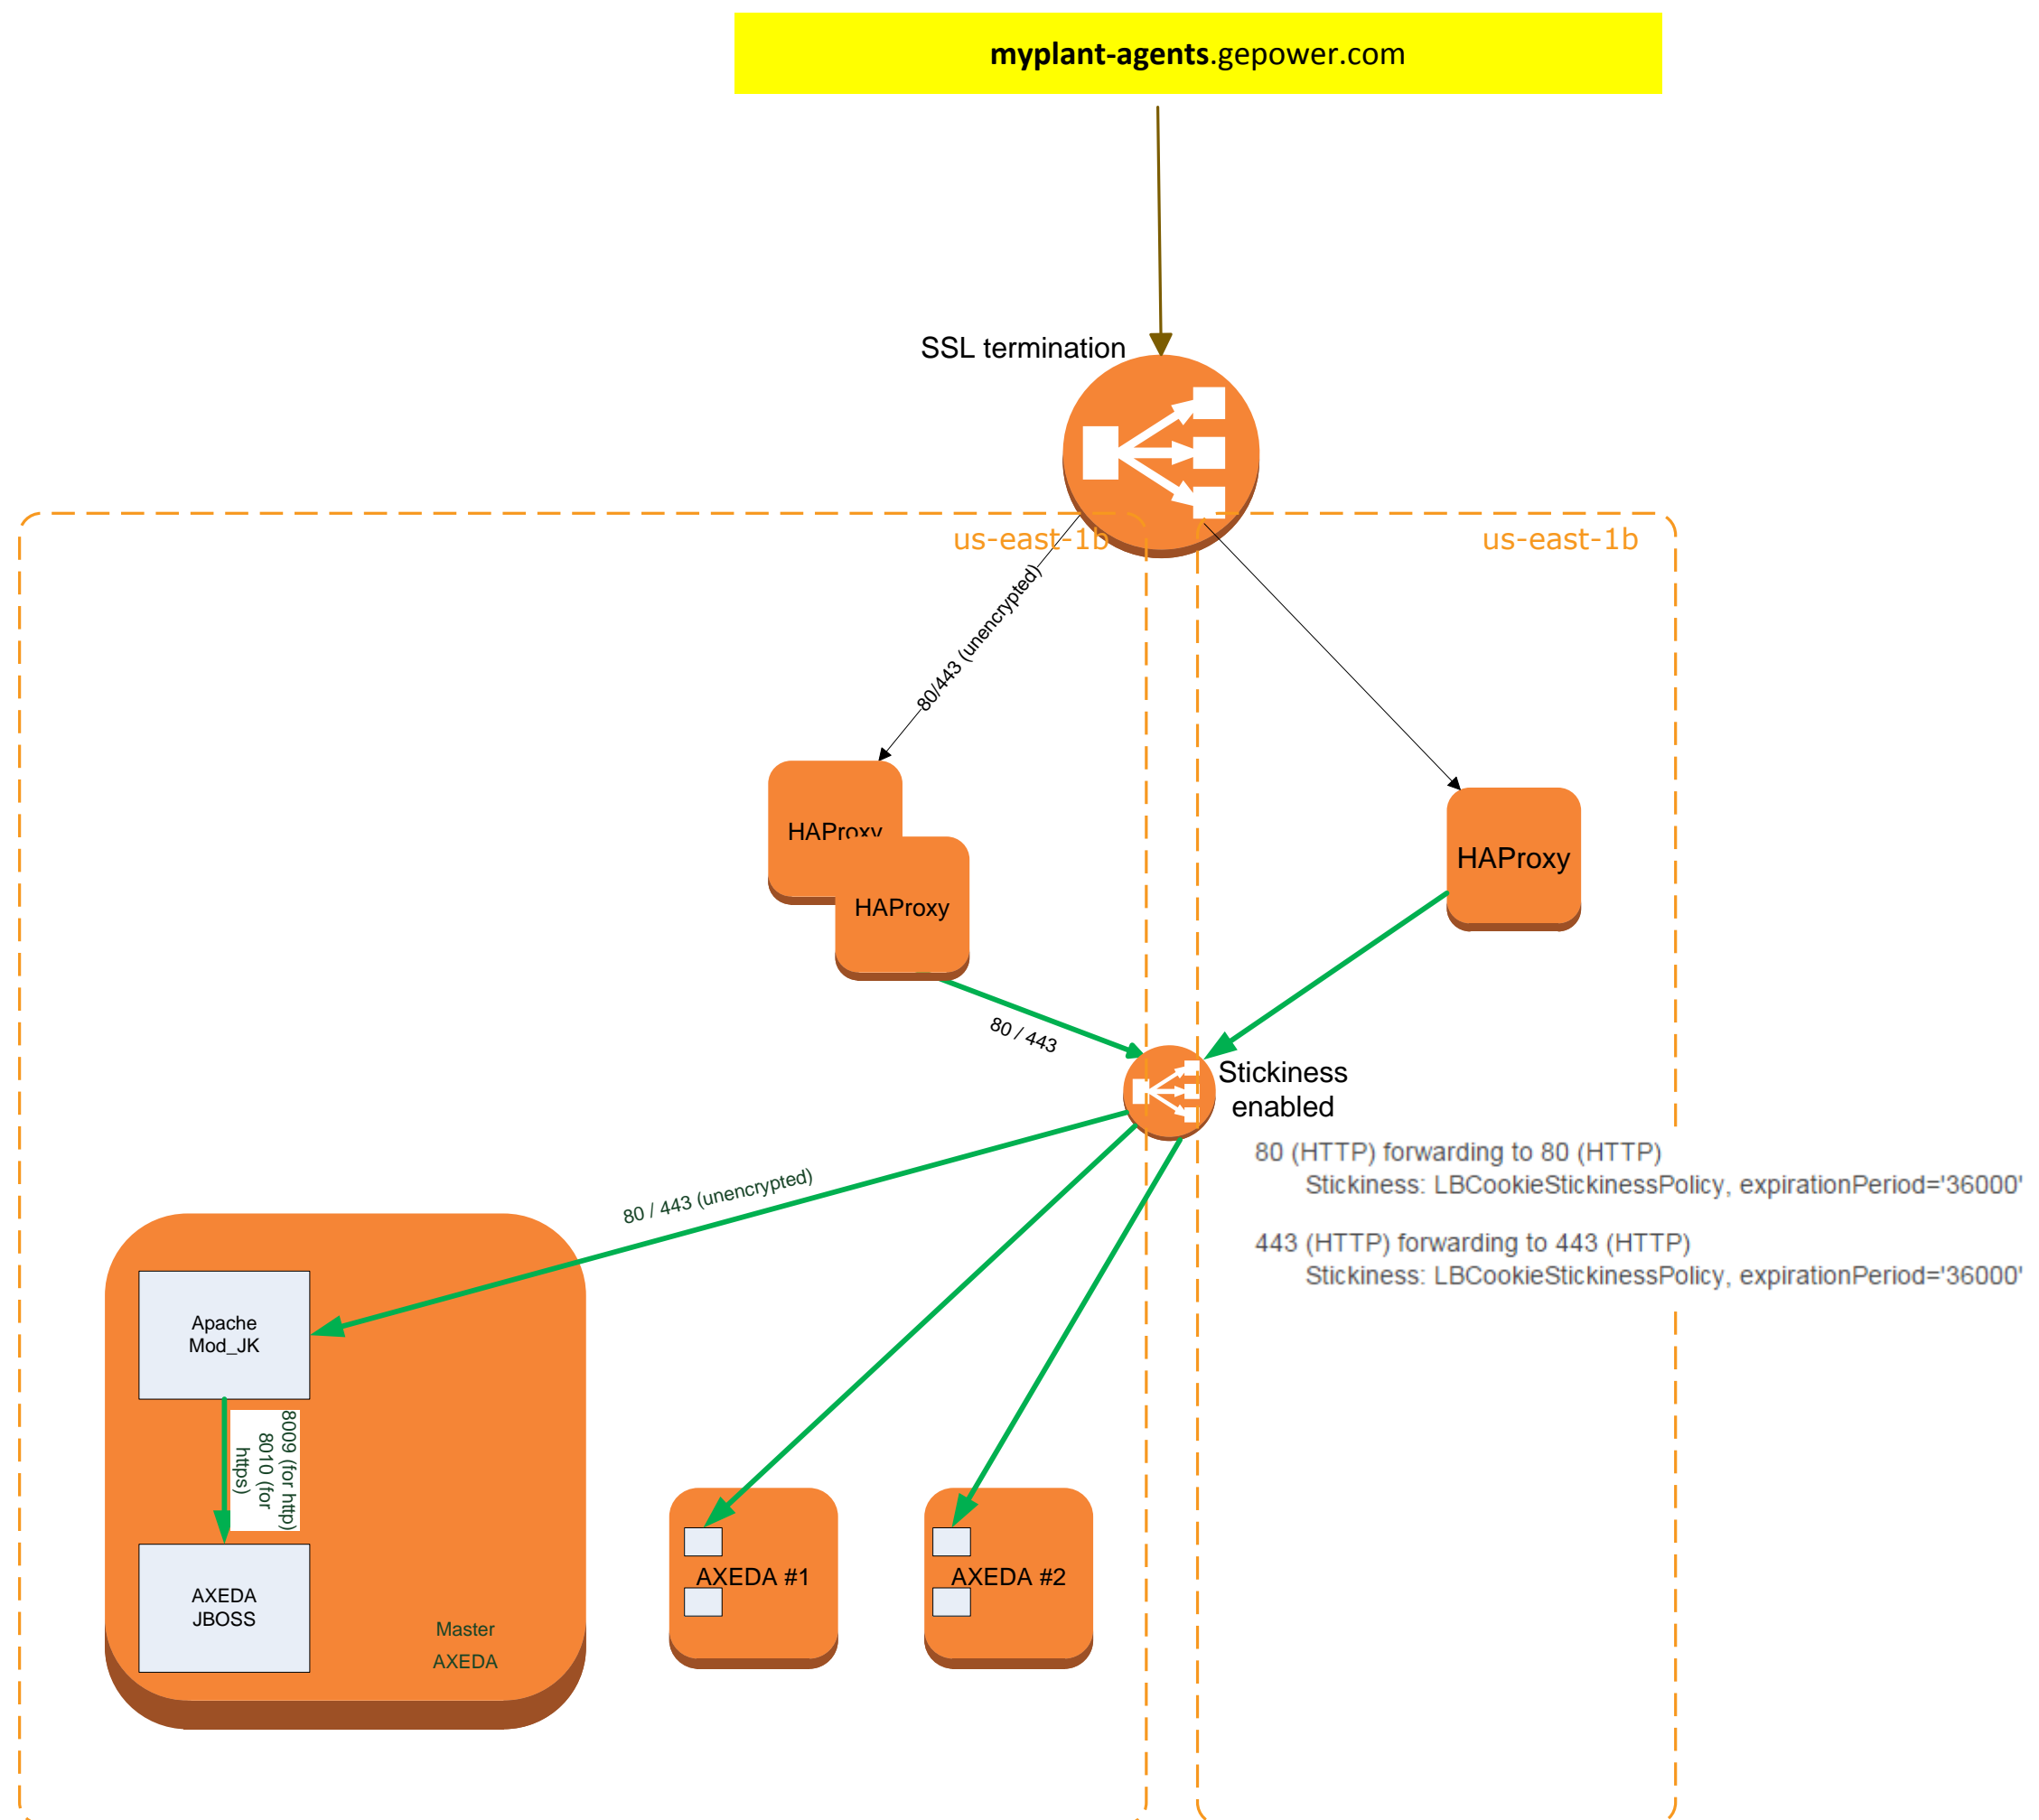 myplant-agents.gepower.com
SSL termination
us-east-1b
us-east-1b
80/443 (unencrypted)
HAProxy
HAProxy
HAProxy
80 / 443
Stickiness
enabled
80 (HTTP) forwarding to 80 (HTTP)
Stickiness: LBCookieStickinessPolicy, expirationPeriod='36000'
443 (HTTP) forwarding to 443 (HTTP)
Stickiness: LBCookieStickinessPolicy, expirationPeriod='36000'
80 / 443 (unencrypted)
Apache
Mod_JK
8009 (for http)
8010 (for
https)
AXEDA
JBOSS
Master
AXEDA
AXEDA #1
AXEDA #2